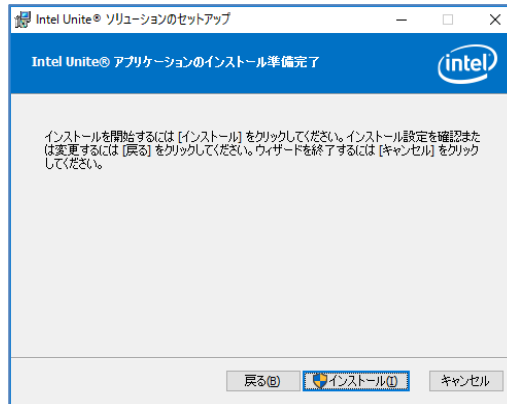 Intel Unite® ソリューションのセットアップ
Intel Unite® アプリケーションのインストール準備完了
intel
インストールを開始するには [インストール] をクリックしてください。インストール設定を確認また
は変更するには [戻る] をクリックしてください。ウィザードを終了するには [キャンセル] をクリック
してください。
戻る(B)
インストール(I)
キャンセル